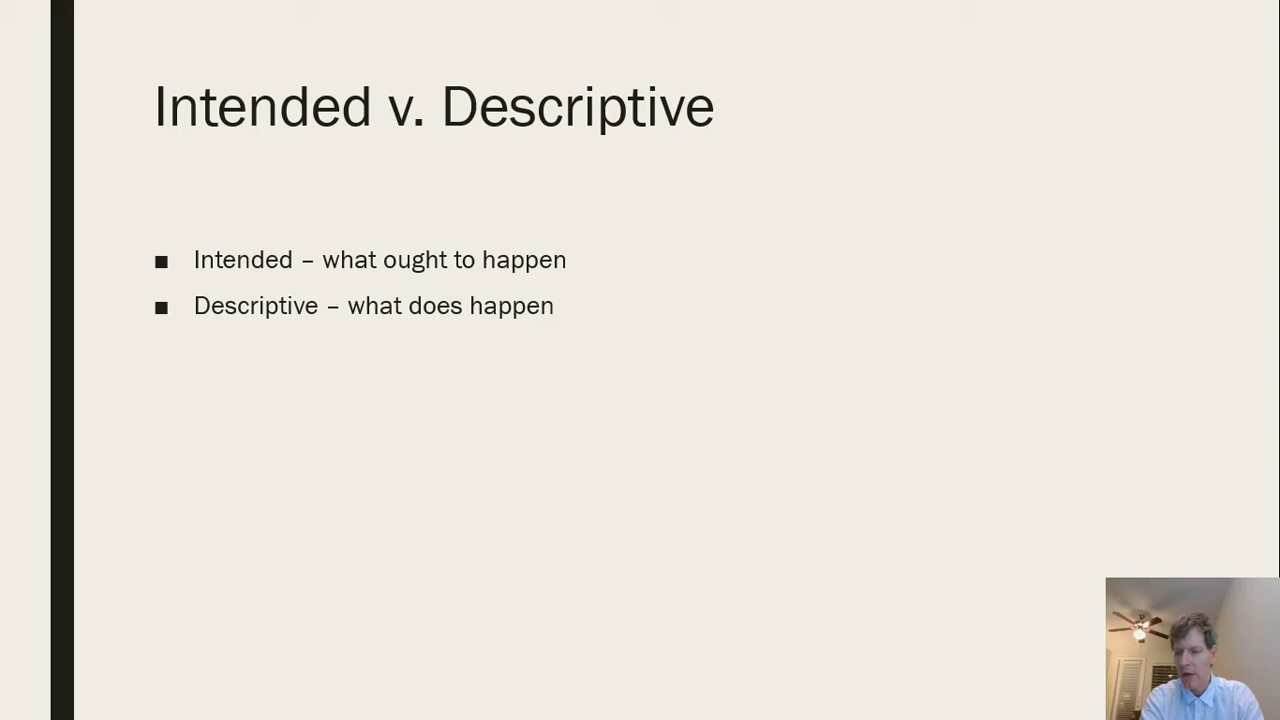 Intended v. Descriptive
Intended – what ought to happen
Descriptive – what does happen